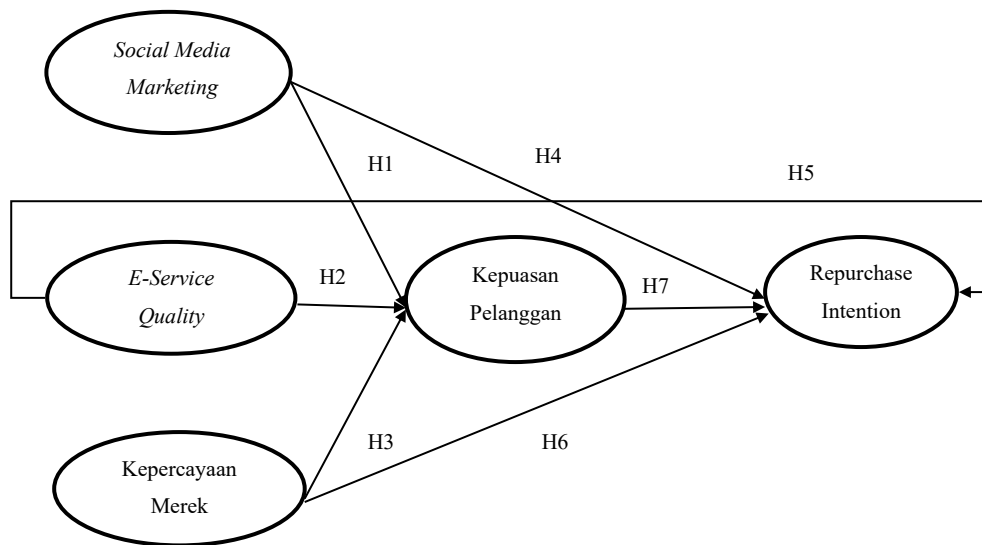 Social Media
Marketing
H1
H4
H5
E-Service
Quality
H2
Kepuasan
Pelanggan
H7
Repurchase
Intention
H3
H6
Kepercayaan
Merek